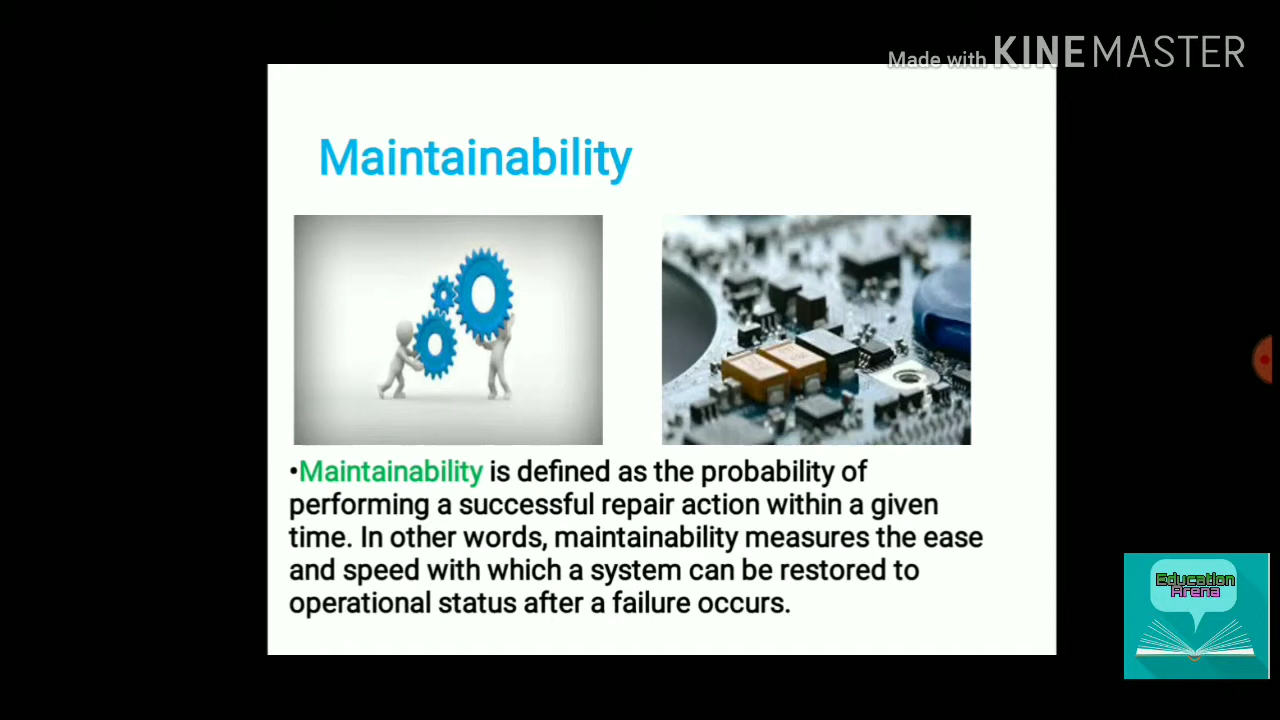 Made with KINEMASTER
Maintainability
•Maintainability is defined as the probability of
performing a successful repair action within a given
time. In other words, maintainability measures the ease
and speed with which a system can be restored to
operational status after a failure occurs.
Education
Arena